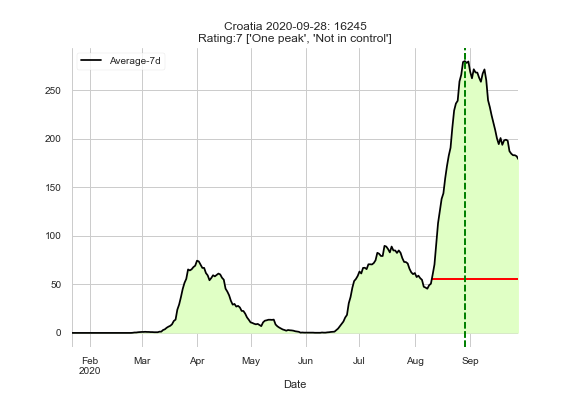 Croatia 2020-09-28: 16245
Rating:7 ['One peak', 'Not in control']
Average-7d
250
200
150
100
50
0
Feb Mar Apr May Jun Jul Aug Sep
2020
Date